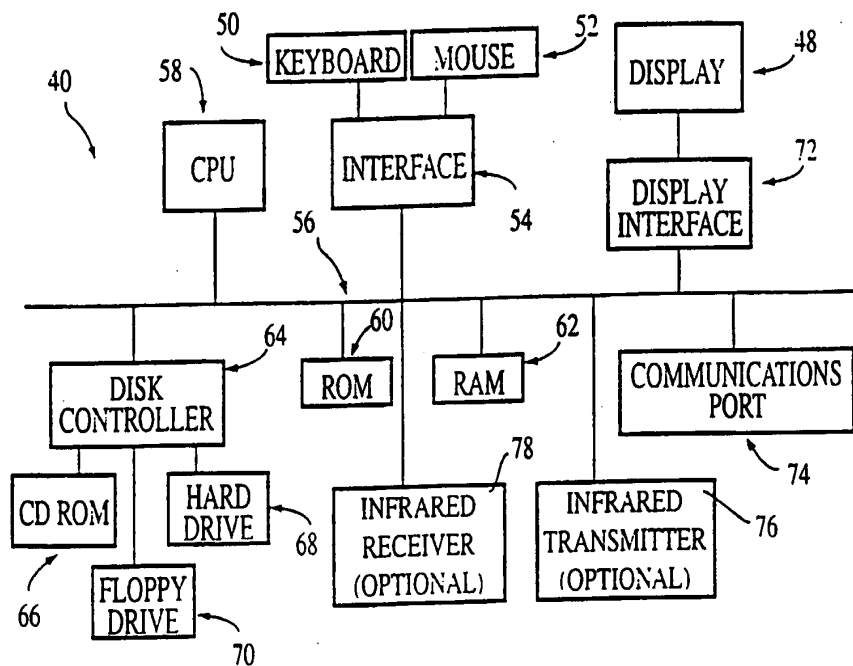 50
KEYBOARD
MOUSE
52
DISPLAY
48
40
58
CPU
INTERFACE
54
72
DISPLAY
INTERFACE
56
64
DISK
CONTROLLER
60
ROM
62
RAM
COMMUNICATIONS
PORT
74
CD ROM
66
HARD
DRIVE
68
FLOPPY
DRIVE
70
78
INFRARED
RECEIVER
(OPTIONAL)
INFRARED
TRANSMITTER
(OPTIONAL)
76